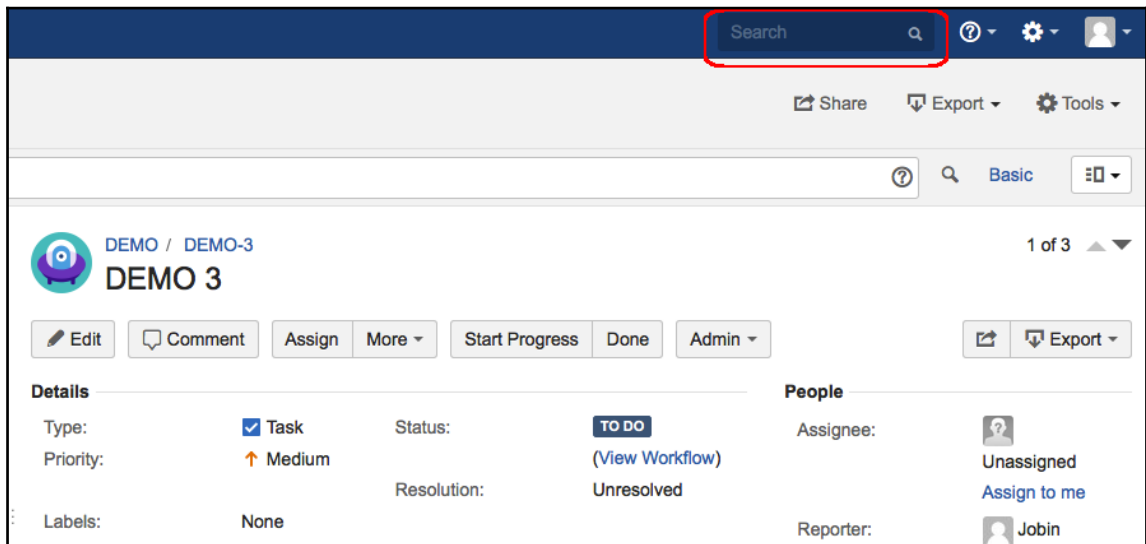 Search
Share Export Tools
Basic
DEMO / DEMO-3 1 of 3
DEMO 3
Edit Comment Assign More Start Progress Done Admin Export
Details People
Type: Task Status: TO DO Assignee:
Priority: Medium (View Workflow) Unassigned
Resolution: Unresolved Assign to me
Labels: None Reporter: Jobin